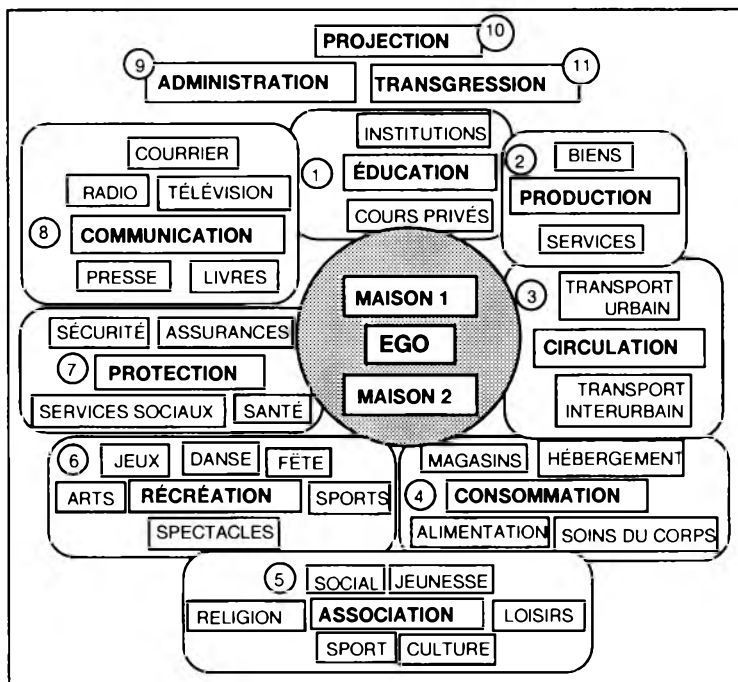 10
PROJECTION
9
ADMINISTRATION
TRANSGRESSION
11
INSTITUTIONS
1
ÉDUCATION
COURS PRIVÉS
2
BIENS
PRODUCTION
SERVICES
COURRIER
RADIO
TÉLÉVISION
8
COMMUNICATION
PRESSE
LIVRES
MAISON 1
EGO
MAISON 2
3
TRANSPORT
URBAIN
CIRCULATION
TRANSPORT
INTERURBAIN
SÉCURITÉ
ASSURANCES
7
PROTECTION
SERVICES SOCIAUX
SANTÉ
6
JEUX
DANSE
FËTE
ARTS
RÉCRÉATION
SPORTS
SPECTACLES
MAGASINS
HÉBERGEMENT
4
CONSOMMATION
ALIMENTATION
SOINS DU CORPS
5
SOCIAL
JEUNESSE
RELIGION
ASSOCIATION
LOISIRS
SPORT
CULTURE